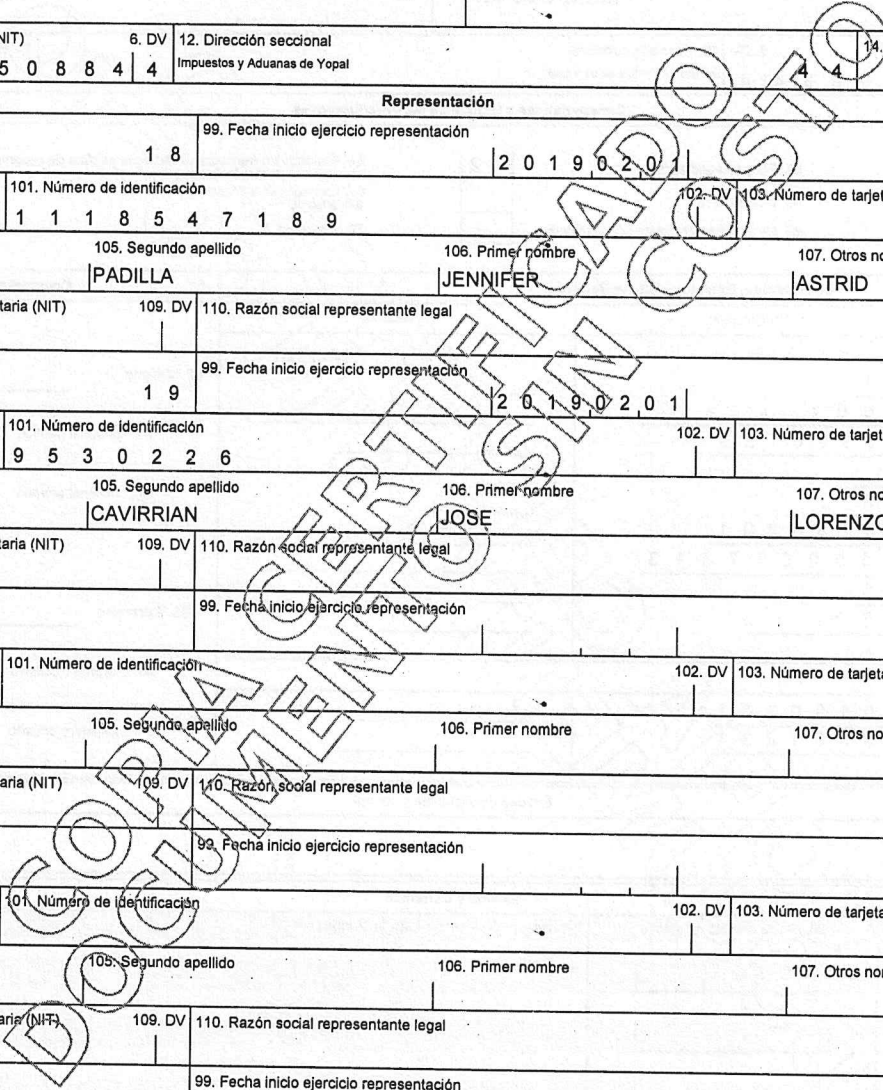 NIT) 6. DV 12. Dirección seccional 14.
5 0 8 8 4 4 Impuestos y Aduanas de Yopal 4 4
Representación
99. Fecha inicio ejercicio representación
1 8 2 0 1 9 0 2 0 1
101. Número de identificación 102. DV 103. Número de tarjet
1 1 1 8 5 4 7 1 8 9
105. Segundo apellido 106. Primer nombre 107. Otros no
PADILLA JENNIFER ASTRID
taria (NIT) 109. DV 110. Razón social representante legal
99. Fecha inicio ejercicio representación
1 9 2 0 1 9 0 2 0 1
101. Número de identificación 102. DV 103. Número de tarjet
9 5 3 0 2 2 6
105. Segundo apellido 106. Primer nombre 107. Otros no
CAVIRRIAN JOSE LORENZO
taria (NIT) 109. DV 110. Razón social representante legal
99. Fecha inicio ejercicio representación
101. Número de identificación 102. DV 103. Número de tarjeta
105. Segundo apellido 106. Primer nombre 107. Otros no
aria (NIT) 109. DV 110. Razón social representante legal
99. Fecha inicio ejercicio representación
101. Número de identificación 102. DV 103. Número de tarjeta
105. Segundo apellido 106. Primer nombre 107. Otros nor
aria (NIT) 109. DV 110. Razón social representante legal
99. Fecha inicio ejercicio representación
COPIA CERTIFICADO
DOCUMENTO SIN COSTO